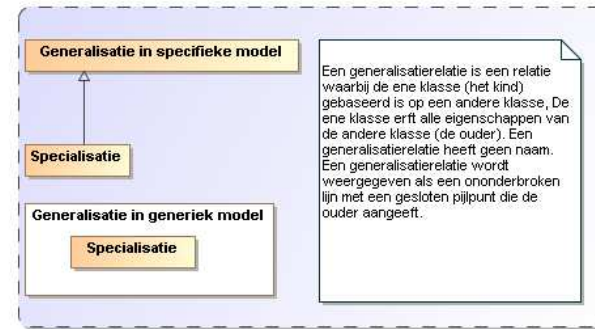 Generalisatie in specifieke model
Specialisatie
Generalisatie in generiek model
Specialisatie
Een generalisatierelatie is een relatie
waarbij de ene klasse (het kind)
gebaseerd is op een andere klasse, De
ene klasse erft alle eigenschappen van
de andere klasse (de ouder). Een
generalisatierelatie heeft geen naam.
Een generalisatierelatie wordt
weergegeven als een ononderbroken
lijn met een gesloten pijlpunt die de
ouder aangeeft.